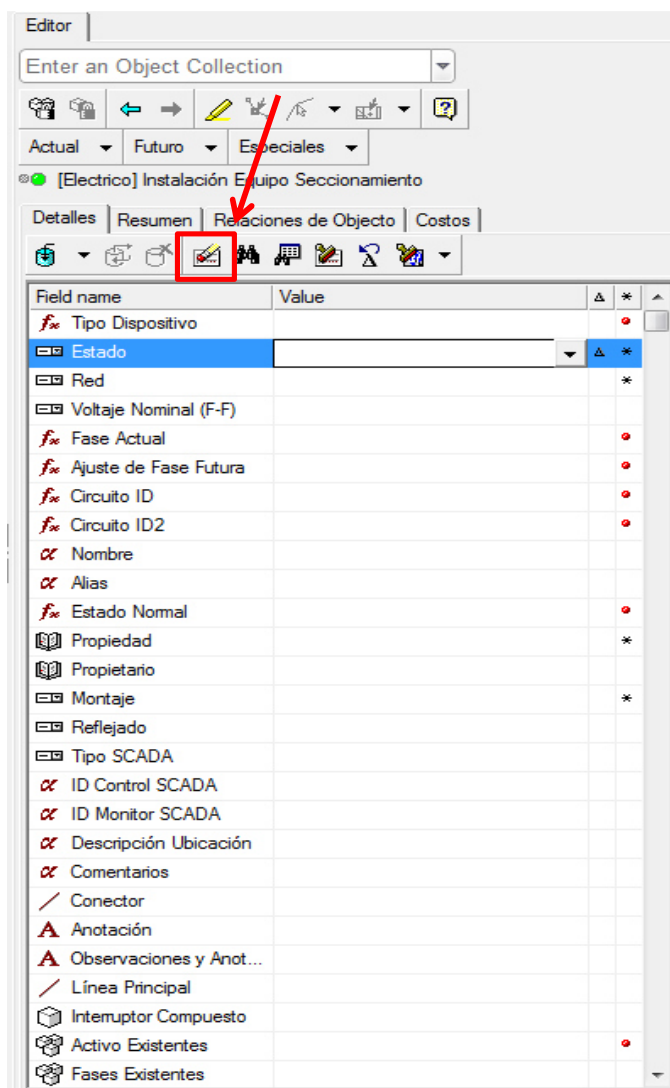 Editor
Enter an Object Collection
Actual Futuro Especiales
[Electrico] Instalación Equipo Seccionamiento
Detalles Resumen Relaciones de Objecto Costos
Field name Value Δ *
Tipo Dispositivo
Estado Δ *
Red *
Voltaje Nominal (F-F)
Fase Actual
Ajuste de Fase Futura
Circuito ID
Circuito ID2
Nombre
Alias
Estado Normal
Propiedad *
Propietario
Montaje *
Reflejado
Tipo SCADA
ID Control SCADA
ID Monitor SCADA
Descripción Ubicación
Comentarios
Conector
Anotación
Observaciones y Anot...
Línea Principal
Interruptor Compuesto
Activo Existentes
Fases Existentes